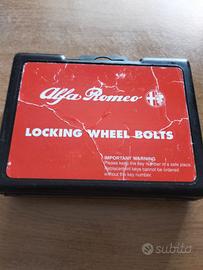 Alfa Romeo
LOCKING WHEEL BOLTS
IMPORTANT WARNING
Please keep the key number in a safe place.
Replacement keys cannot be ordered
without the key number.
subito